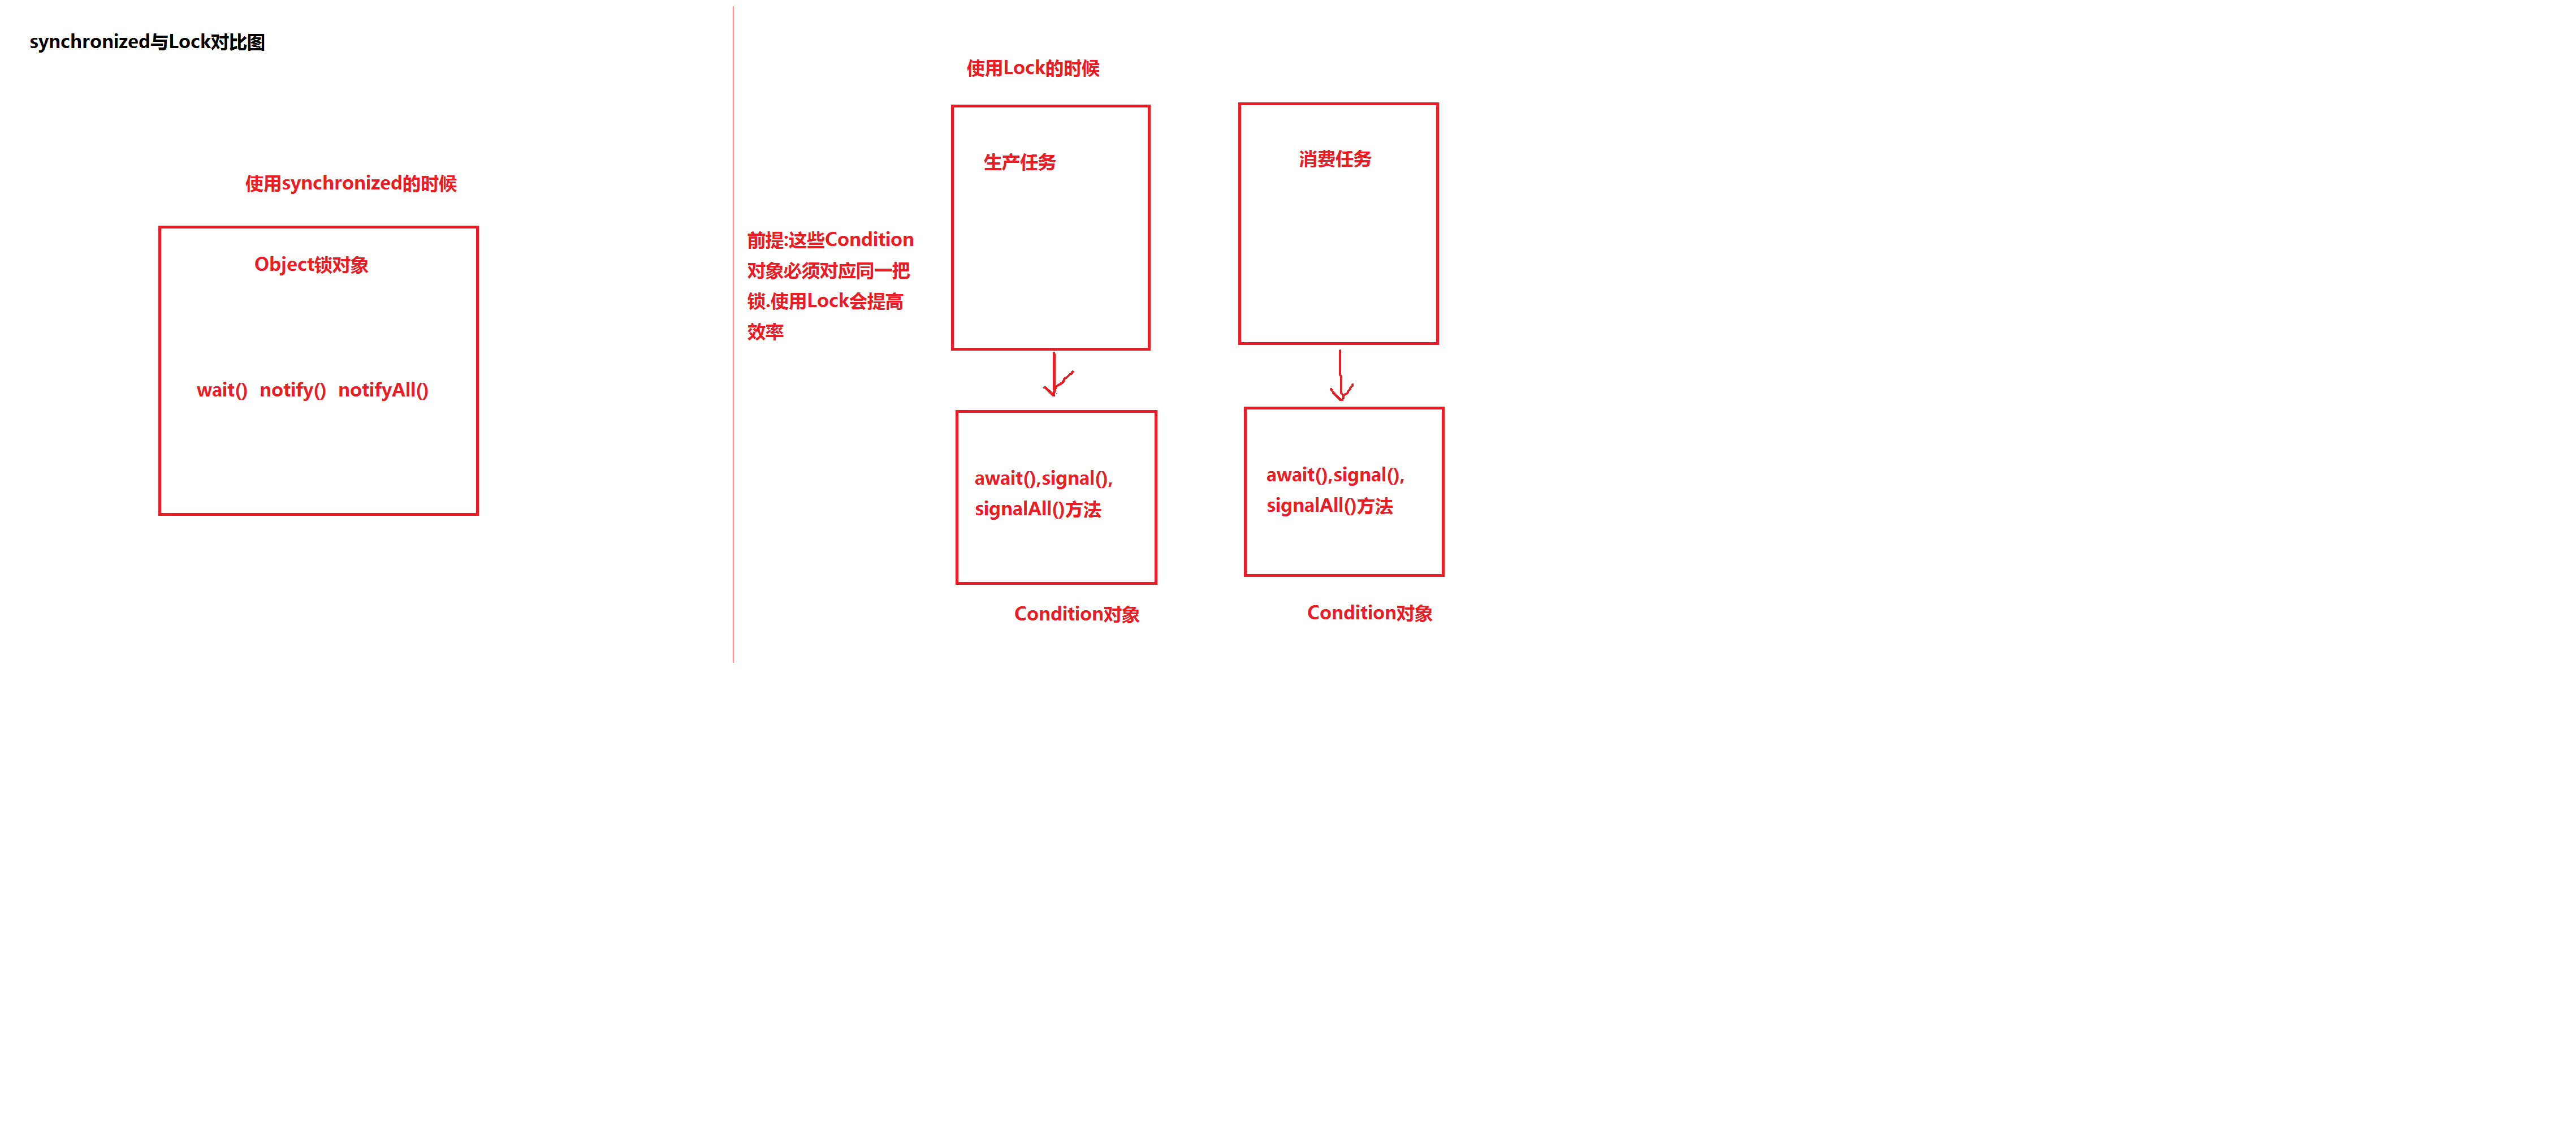 synchronized与Lock对比图
使用synchronized的时候
Object锁对象
wait()  notify()  notifyAll()
使用Lock的时候
前提:这些Condition
对象必须对应同一把
锁.使用Lock会提高
效率
生产任务
消费任务
await(),signal(),
signalAll()方法
Condition对象
await(),signal(),
signalAll()方法
Condition对象